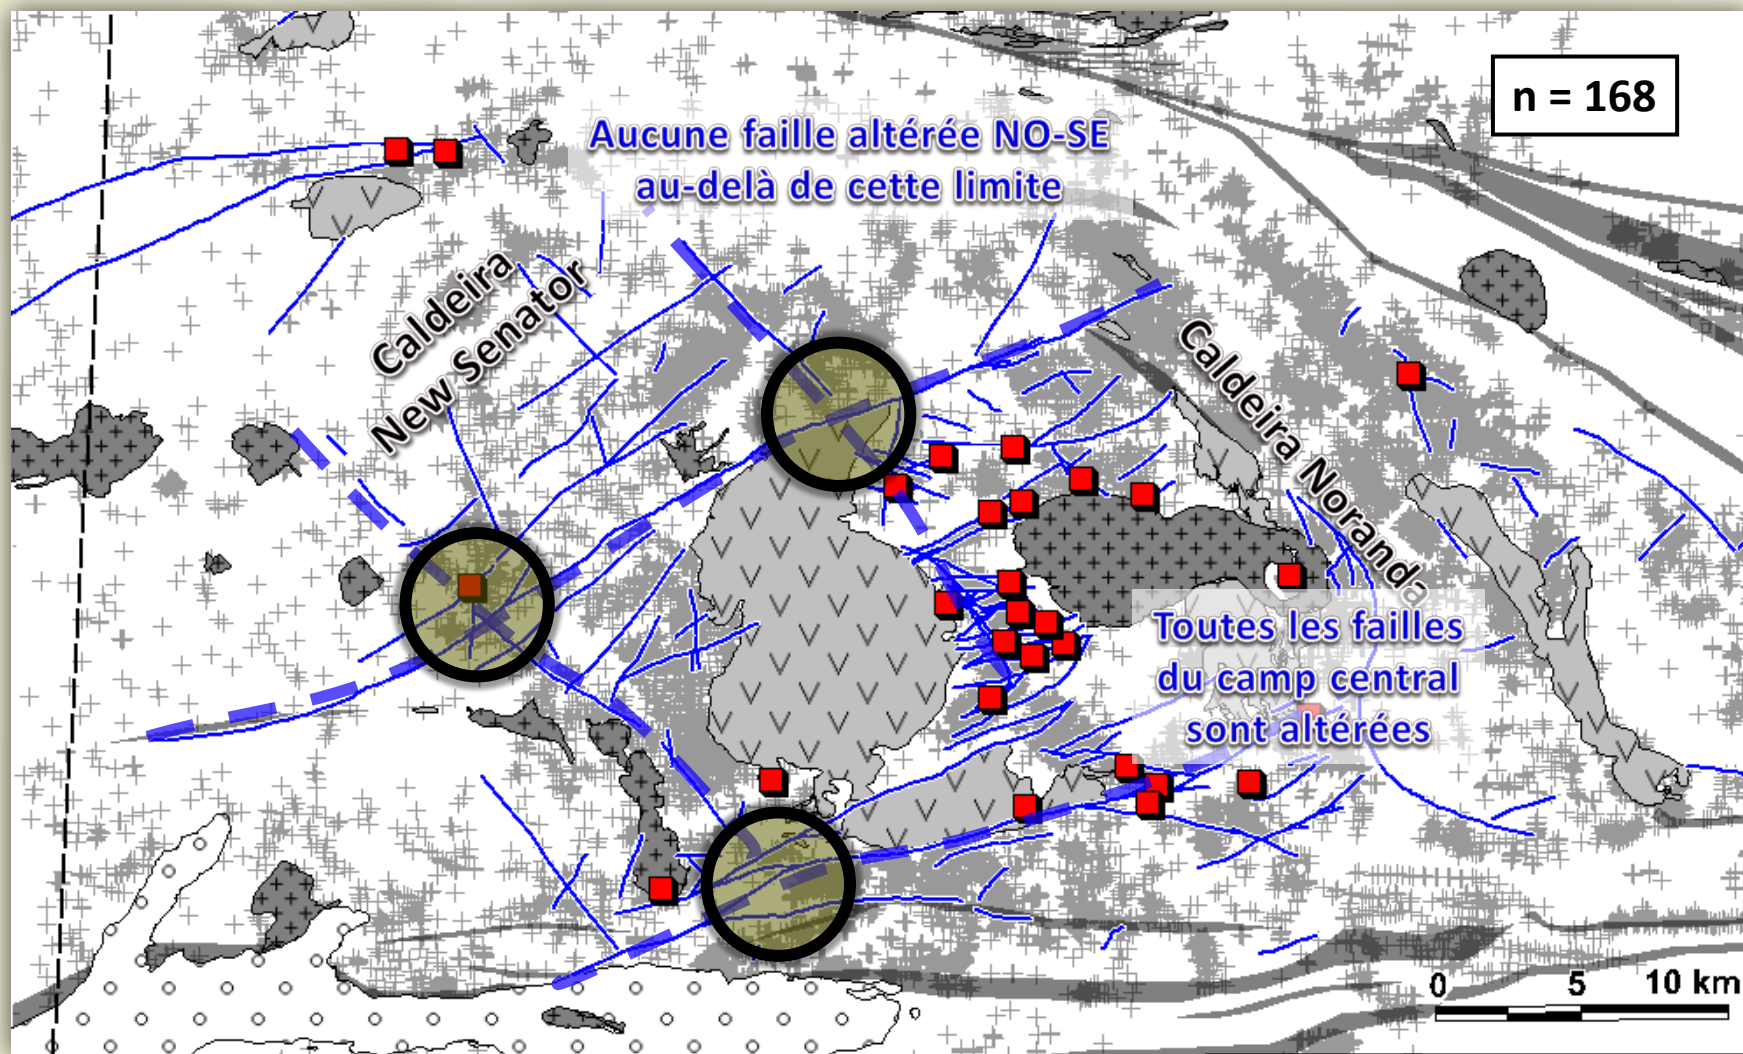 n = 168
Aucune faille altérée NO-SE
au-delà de cette limite
Caldeira
New Senator
Caldeira Noranda
Toutes les failles
du camp central
sont altérées
0 5 10 km